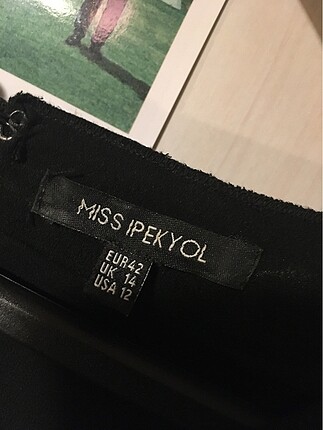 MISS IPEKYOL
EUR 42
UK 14
USA 12